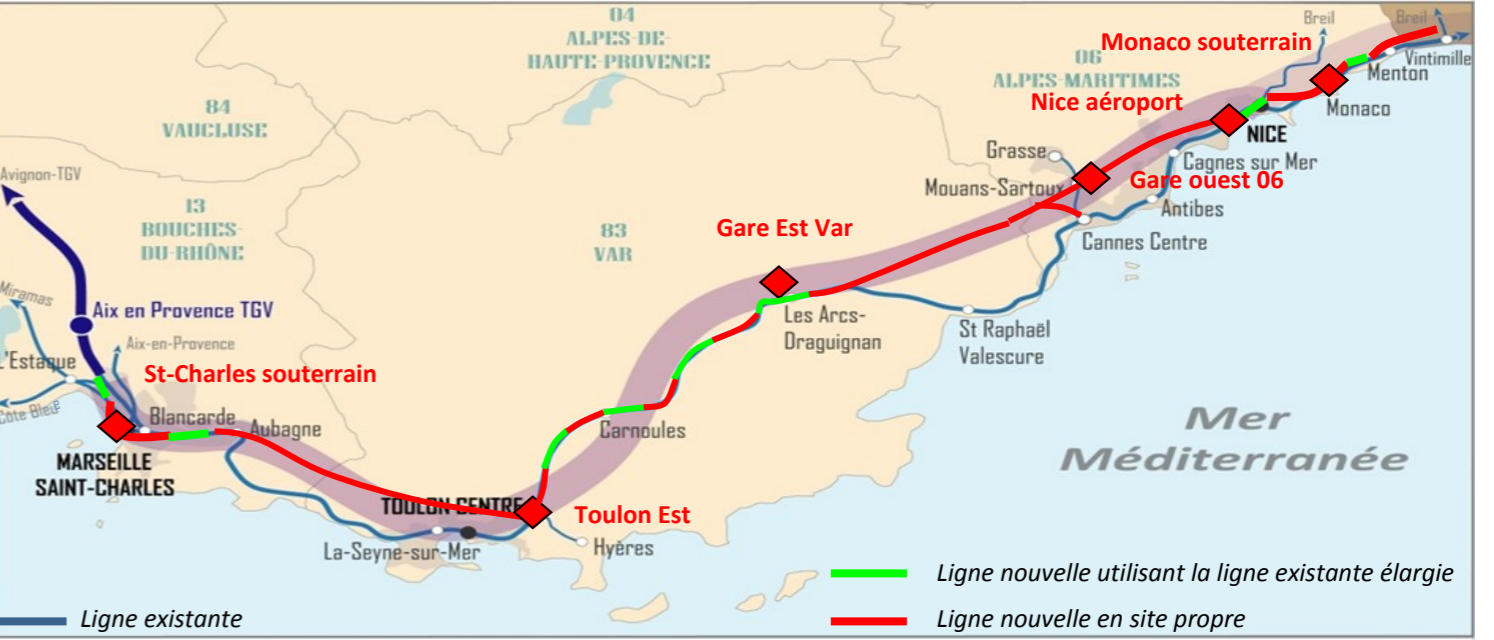 04
ALPES-DE-
HAUTE-PROVENCE
Breil
Breil
Monaco souterrain
Vintimille
06
ALPES-MARITIMES
Menton
84
VAUCLUSE
Nice aéroport
Monaco
NICE
Grasse
Cagnes sur Mer
Avignon-TGV
Mouans-Sartoux
Gare ouest 06
13
BOUCHES-
DU-RHÔNE
Antibes
83
VAR
Gare Est Var
Cannes Centre
Miramas
Aix en Provence TGV
Les Arcs-
Draguignan
St Raphaël
Valescure
Aix-en-Provence
L'Estaque
St-Charles souterrain
Côte Bleue
Blancarde
Aubagne
Carnoules
Mer
Méditerranée
MARSEILLE
SAINT-CHARLES
TOULON CENTRE
Toulon Est
La-Seyne-sur-Mer
Hyères
Ligne nouvelle utilisant la ligne existante élargie
Ligne existante
Ligne nouvelle en site propre